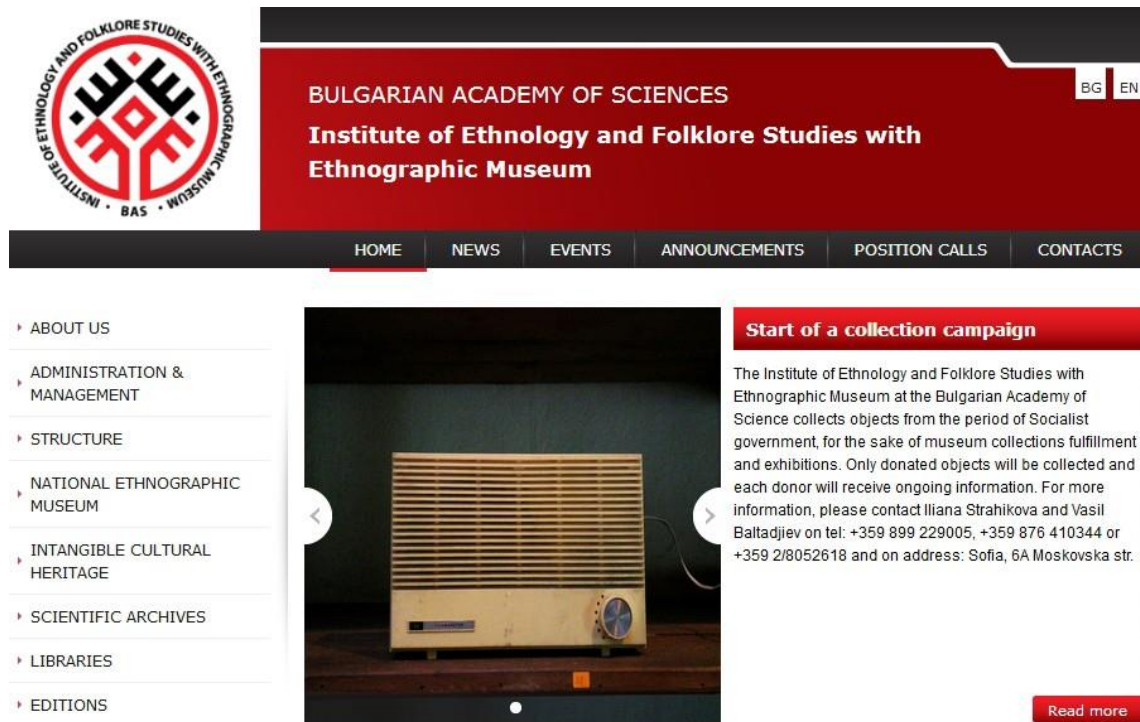 INSTITUTE OF ETHNOLOGY AND FOLKLORE STUDIES WITH ETHNOGRAPHIC MUSEUM
• BAS •
BULGARIAN ACADEMY OF SCIENCES
Institute of Ethnology and Folklore Studies with
Ethnographic Museum
BG EN
HOME NEWS EVENTS ANNOUNCEMENTS POSITION CALLS CONTACTS
ABOUT US
ADMINISTRATION &
MANAGEMENT
STRUCTURE
NATIONAL ETHNOGRAPHIC
MUSEUM
INTANGIBLE CULTURAL
HERITAGE
SCIENTIFIC ARCHIVES
LIBRARIES
EDITIONS
Start of a collection campaign
The Institute of Ethnology and Folklore Studies with
Ethnographic Museum at the Bulgarian Academy of
Science collects objects from the period of Socialist
government, for the sake of museum collections fulfillment
and exhibitions. Only donated objects will be collected and
each donor will receive ongoing information. For more
information, please contact Iliana Strahikova and Vasil
Baltadjiev on tel: +359 899 229005, +359 876 410344 or
+359 2/8052618 and on address: Sofia, 6A Moskovska str.
Read more